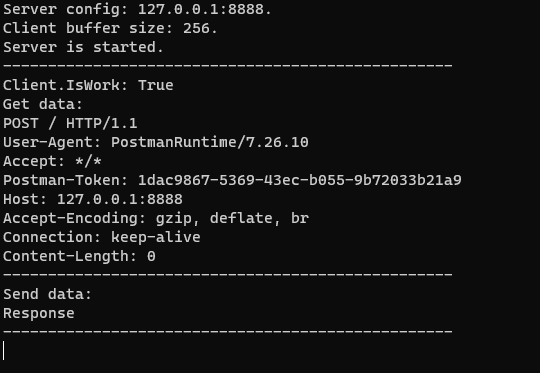 Server config: 127.0.0.1:8888.
Client buffer size: 256.
Server is started.
--------------------------------------------------
Client.IsWork: True
Get data:
POST / HTTP/1.1
User-Agent: PostmanRuntime/7.26.10
Accept: */*
Postman-Token: 1dac9867-5369-43ec-b055-9b72033b21a9
Host: 127.0.0.1:8888
Accept-Encoding: gzip, deflate, br
Connection: keep-alive
Content-Length: 0
--------------------------------------------------
Send data:
Response
--------------------------------------------------